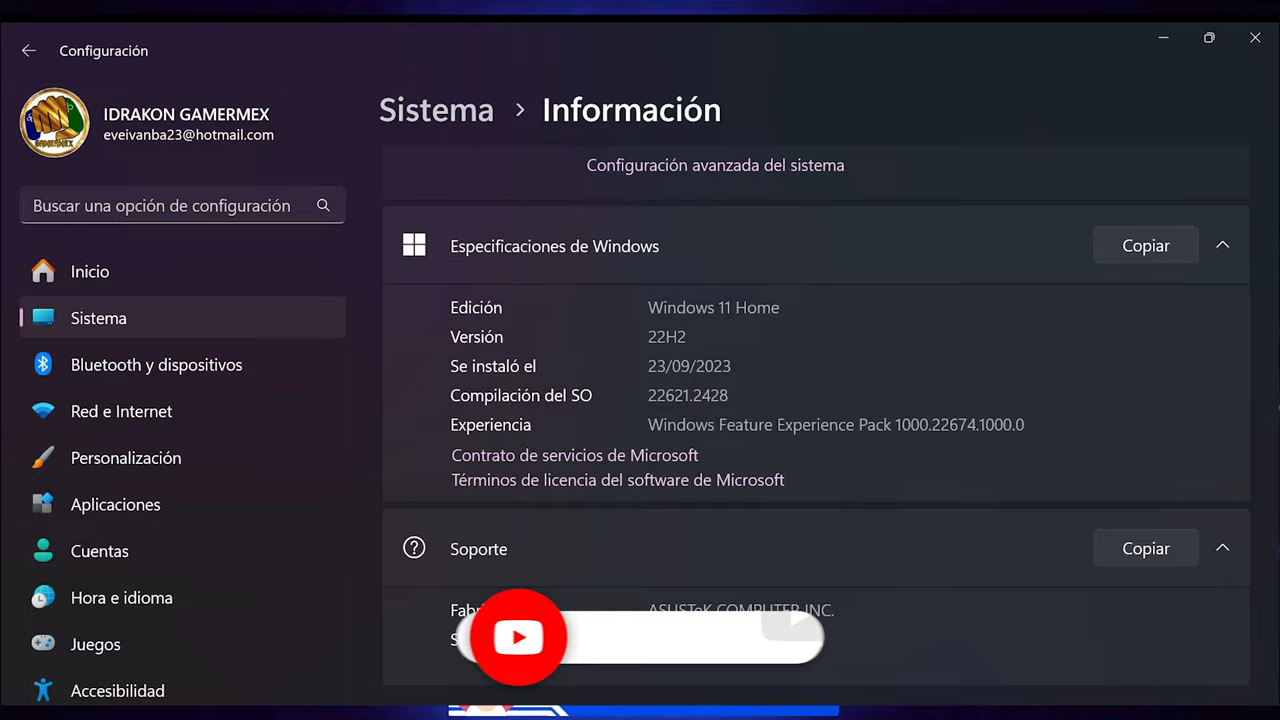 Configuración
IDRAKON GAMERMEX
eveivanba23@hotmail.com
Buscar una opción de configuración
Inicio
Sistema
Bluetooth y dispositivos
Red e Internet
Personalización
Aplicaciones
Cuentas
Hora e idioma
Juegos
Accesibilidad
Sistema > Información
Configuración avanzada del sistema
Especificaciones de Windows
Copiar
Edición Windows 11 Home
Versión 22H2
Se instaló el 23/09/2023
Compilación del SO 22621.2428
Experiencia Windows Feature Experience Pack 1000.22674.1000.0
Contrato de servicios de Microsoft
Términos de licencia del software de Microsoft
Soporte
Copiar
ASUSTeK COMPUTER INC.